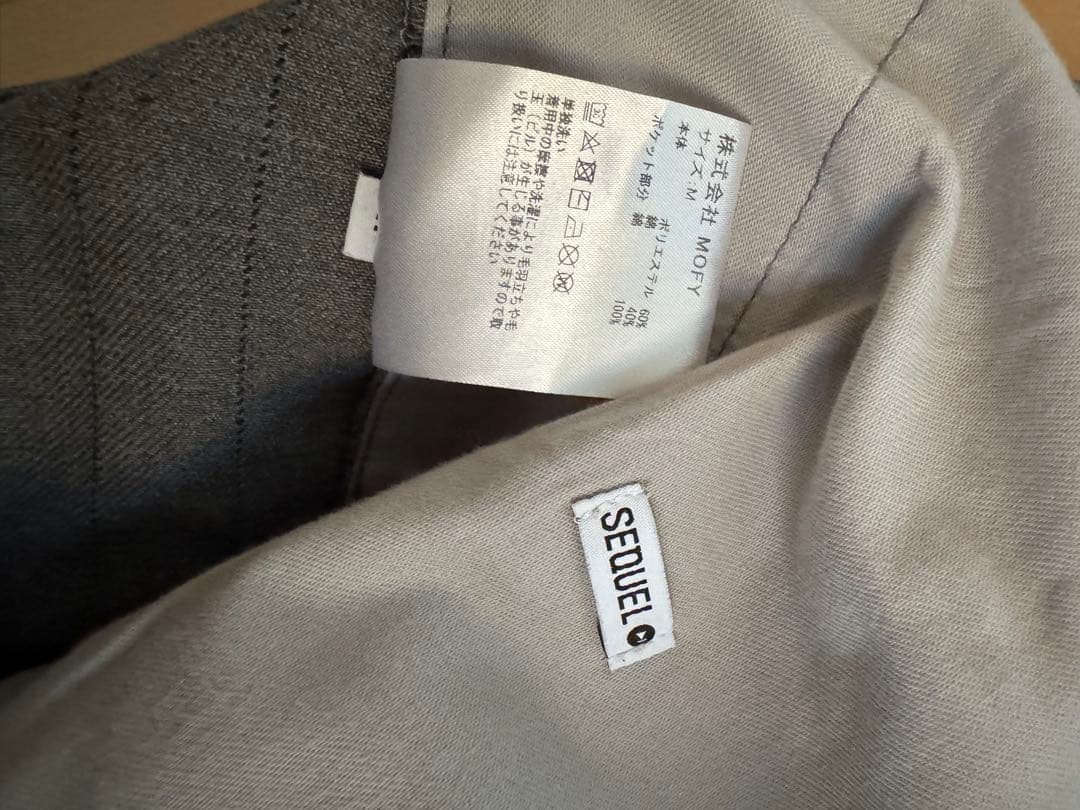 株式会社 MOFY
サイズ:M
本体 ポリエステル 60%
綿 40%
ポケット部分 綿 100%
単独洗い
着用中の摩擦や洗濯により毛羽立ちや毛
玉(ピル)が生じる事がありますので取
り扱いには注意してください
SEQUEL